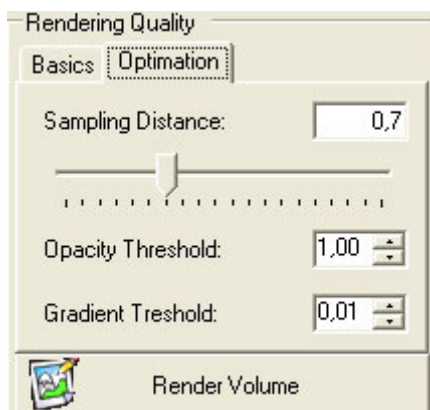 Rendering Quality
Basics Optimation
Sampling Distance: 0,7
Opacity Threshold: 1,00
Gradient Treshold: 0,01
Render Volume